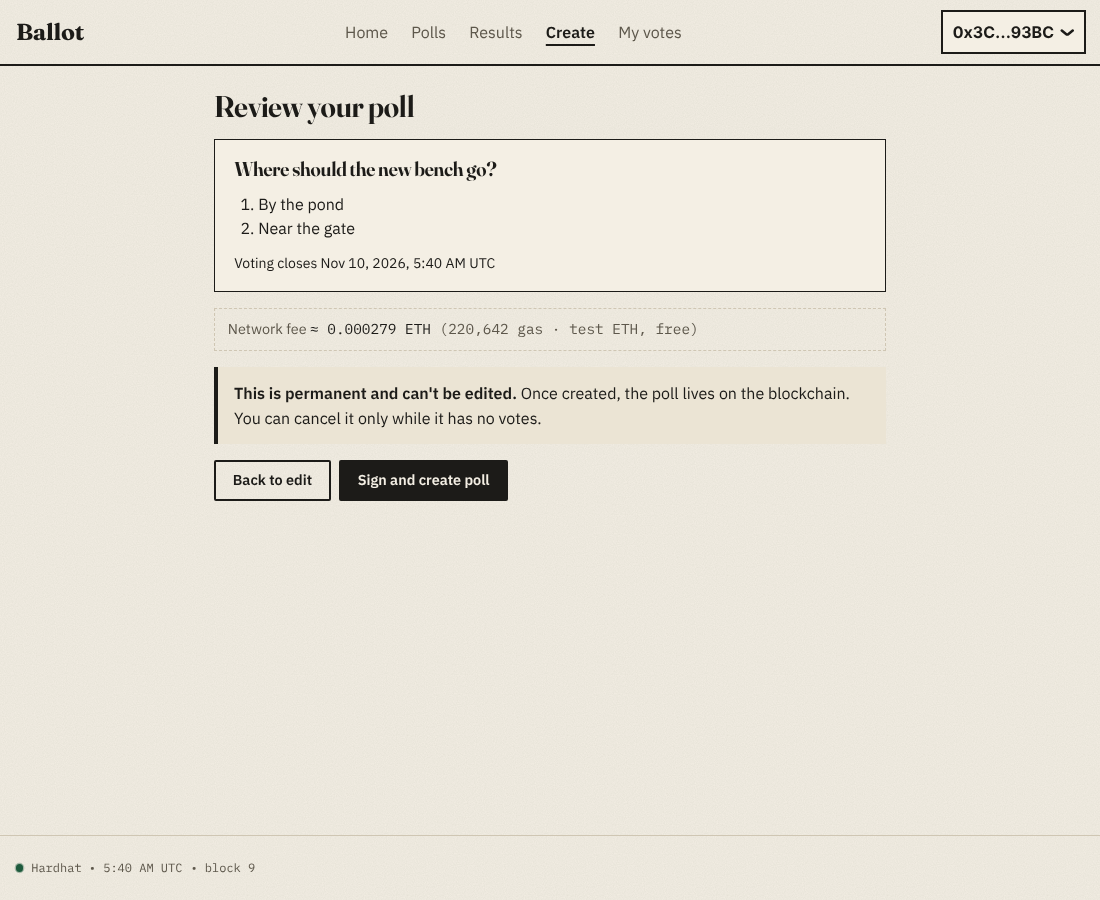 Ballot
Home Polls Results Create My votes
0x3C...93BC
Review your poll
Where should the new bench go?
1. By the pond
2. Near the gate
Voting closes Nov 10, 2026, 5:40 AM UTC
Network fee ≈ 0.000279 ETH (220,642 gas · test ETH, free)
This is permanent and can't be edited. Once created, the poll lives on the blockchain.
You can cancel it only while it has no votes.
Back to edit
Sign and create poll
Hardhat • 5:40 AM UTC • block 9